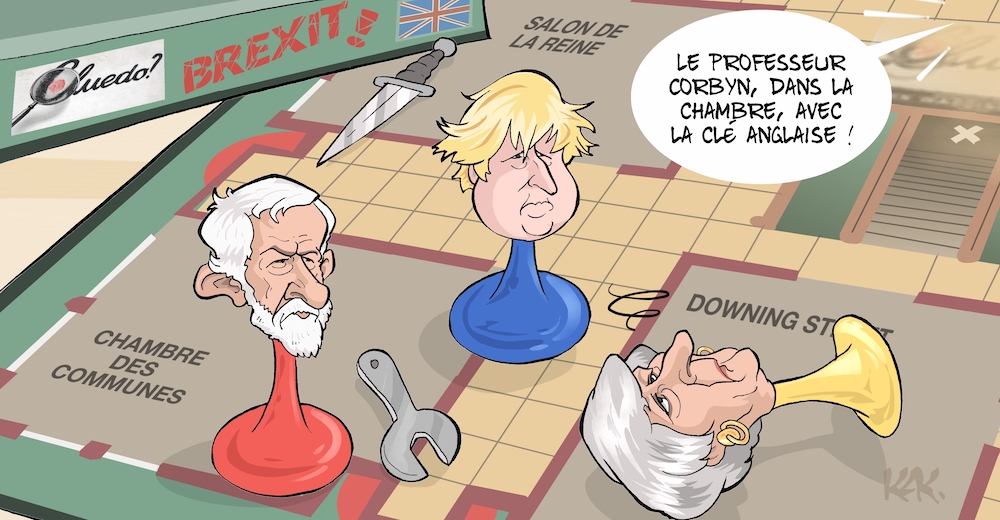 Cluedo?
BREXIT!
SALON DE
LA REINE
LE PROFESSEUR
CORBYN, DANS LA
CHAMBRE, AVEC
LA CLÉ ANGLAISE !
CHAMBRE
DES
COMMUNES
DOWNING
KAK.